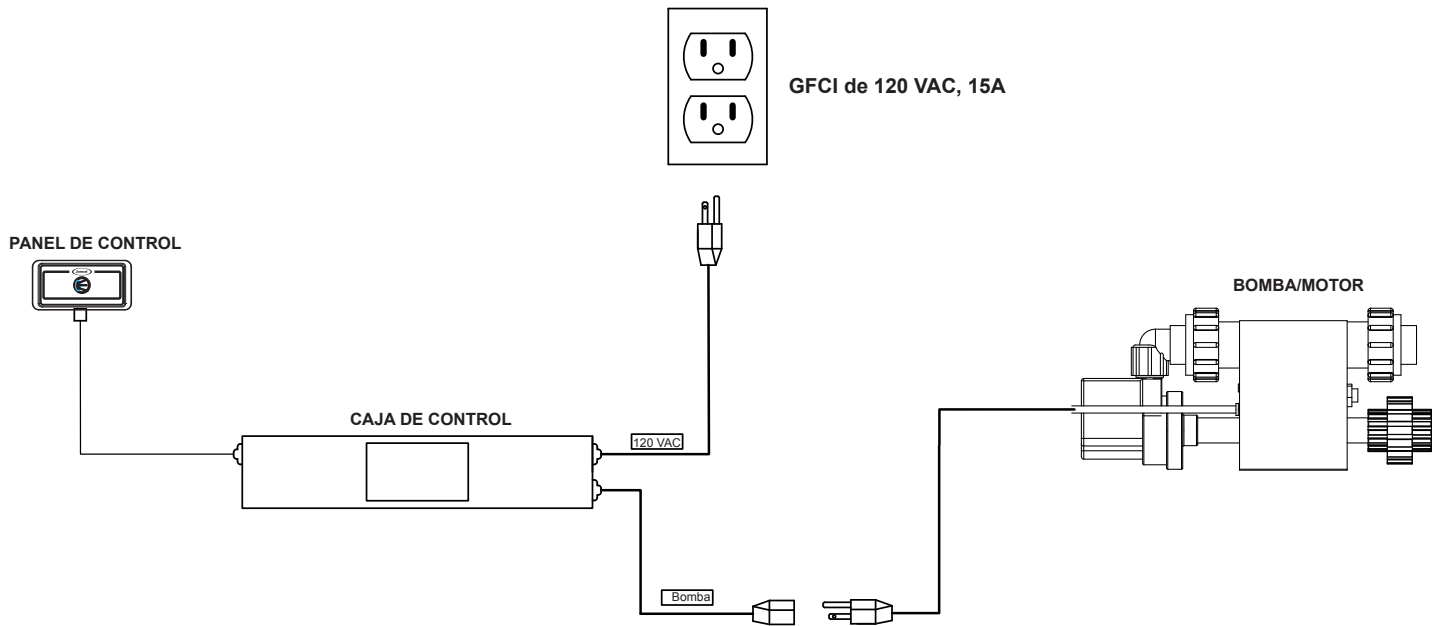 GFCI de 120 VAC, 15A
PANEL DE CONTROL
BOMBA/MOTOR
CAJA DE CONTROL
120 VAC
Bomba